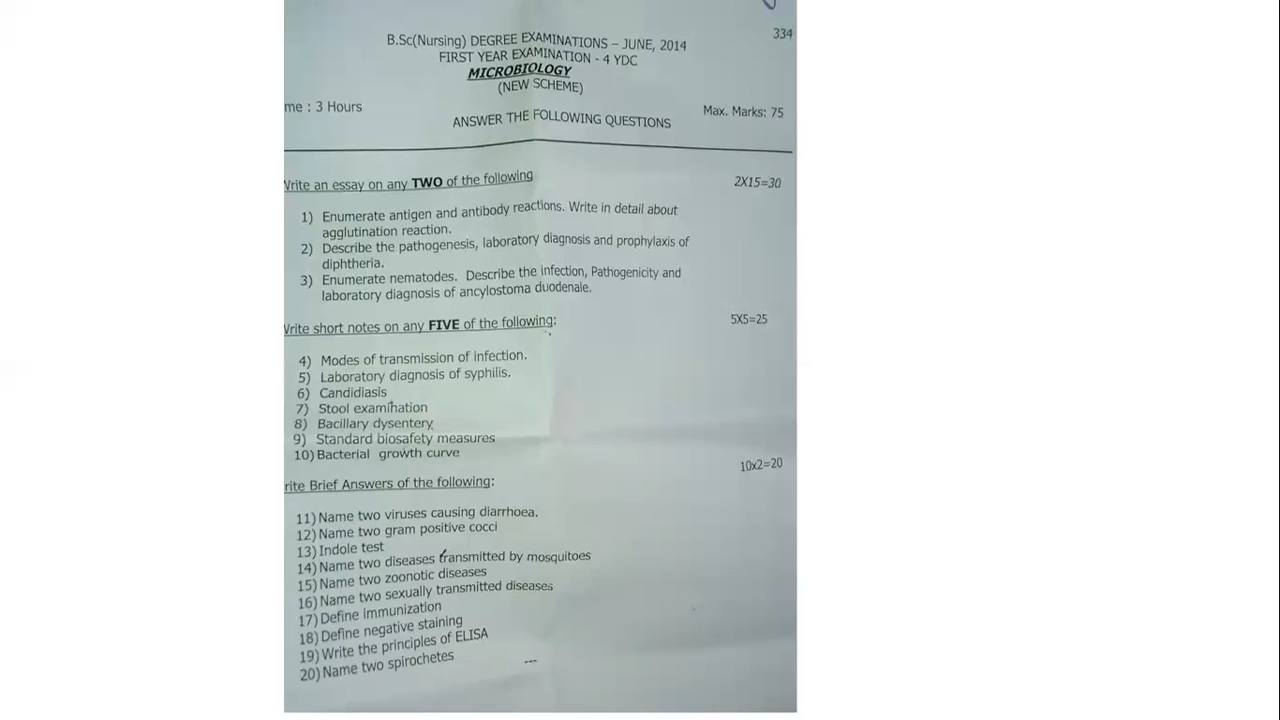 334
B.Sc(Nursing) DEGREE EXAMINATIONS – JUNE, 2014
FIRST YEAR EXAMINATION - 4 YDC
MICROBIOLOGY
(NEW SCHEME)
me : 3 Hours
Max. Marks: 75
ANSWER THE FOLLOWING QUESTIONS
Write an essay on any TWO of the following
2X15=30
1) Enumerate antigen and antibody reactions. Write in detail about
agglutination reaction.
2) Describe the pathogenesis, laboratory diagnosis and prophylaxis of
diphtheria.
3) Enumerate nematodes. Describe the infection, Pathogenicity and
laboratory diagnosis of ancylostoma duodenale.
Write short notes on any FIVE of the following:
5X5=25
4) Modes of transmission of infection.
5) Laboratory diagnosis of syphilis.
6) Candidiasis
7) Stool examination
8) Bacillary dysentery
9) Standard biosafety measures
10) Bacterial growth curve
10x2=20
rite Brief Answers of the following:
11) Name two viruses causing diarrhoea.
12) Name two gram positive cocci
13) Indole test
14) Name two diseases transmitted by mosquitoes
15) Name two zoonotic diseases
16) Name two sexually transmitted diseases
17) Define immunization
18) Define negative staining
19) Write the principles of ELISA
20) Name two spirochetes
---